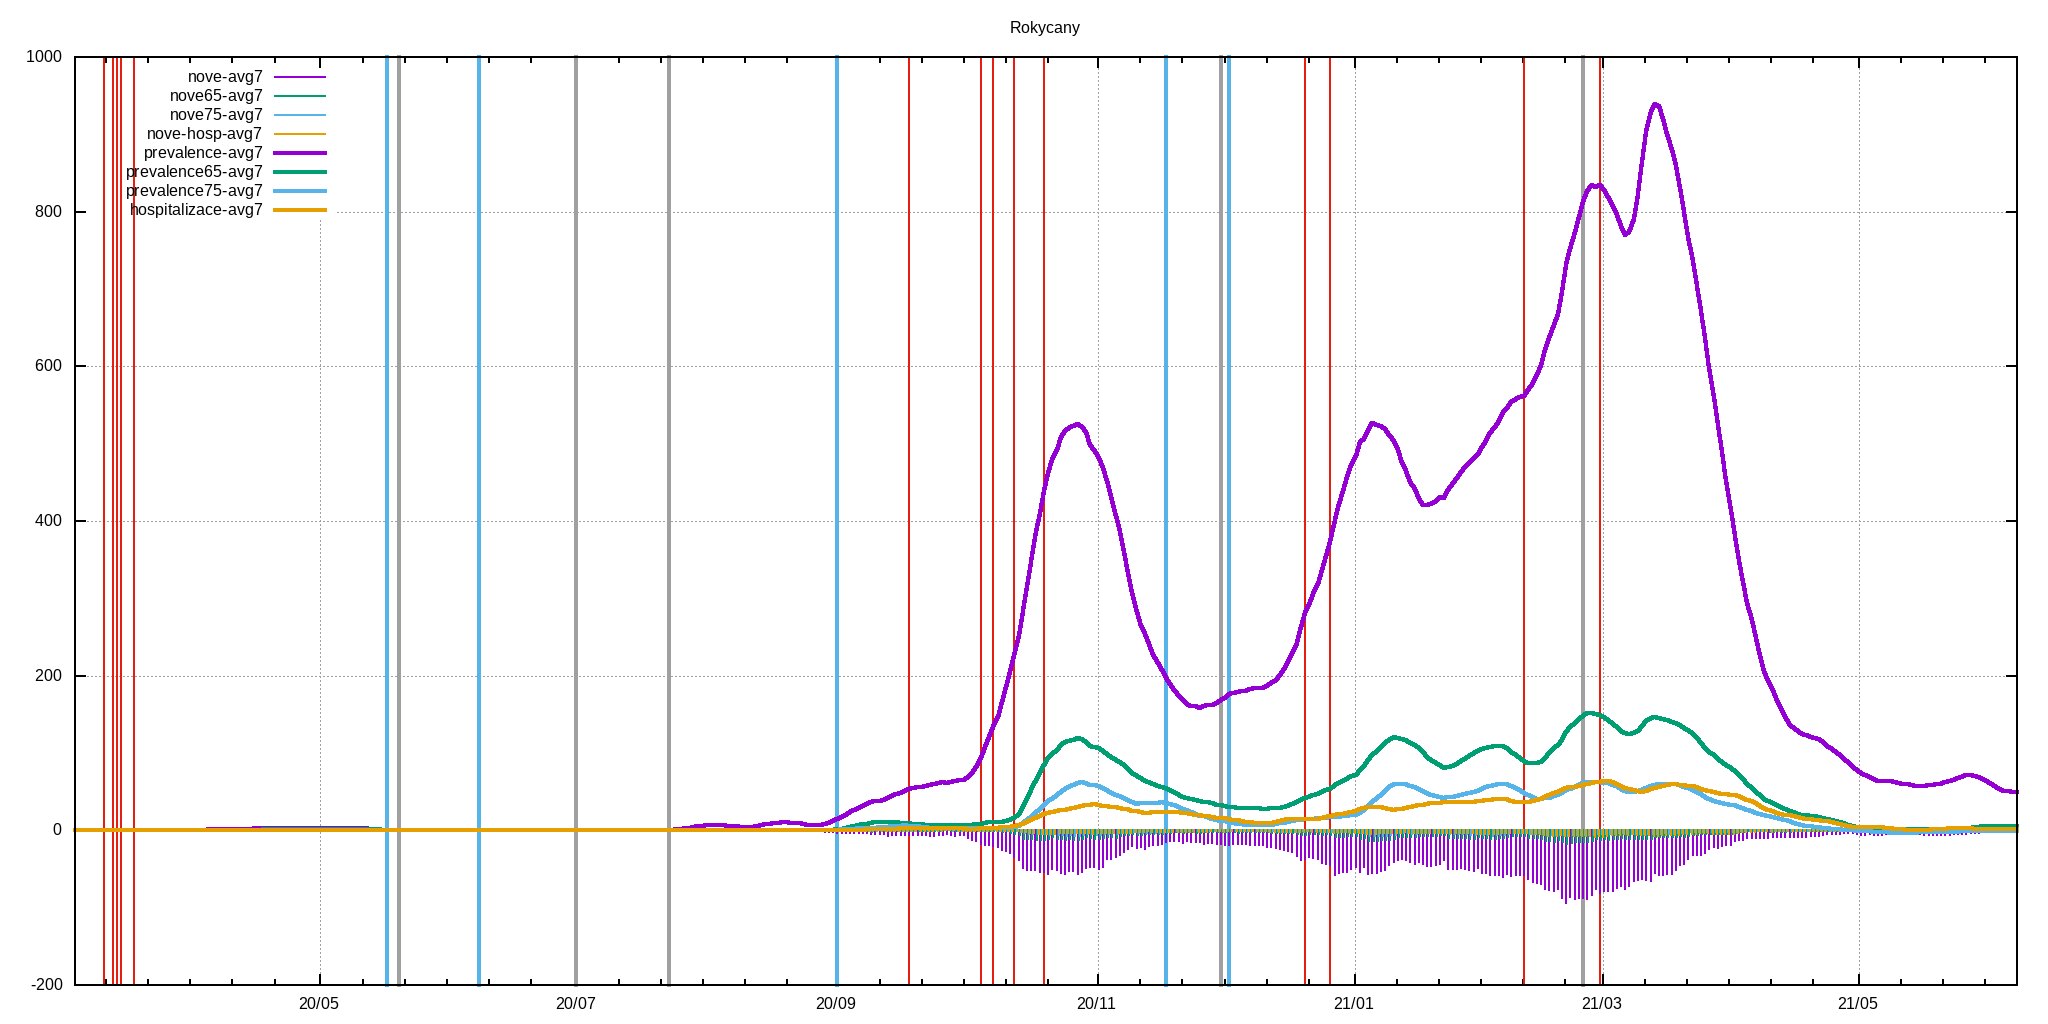 Rokycany
1000
800
600
400
200
0
-200
nove-avg7
nove65-avg7
nove75-avg7
nove-hosp-avg7
prevalence-avg7
prevalence65-avg7
prevalence75-avg7
hospitalizace-avg7
20/05 20/07 20/09 20/11 21/01 21/03 21/05